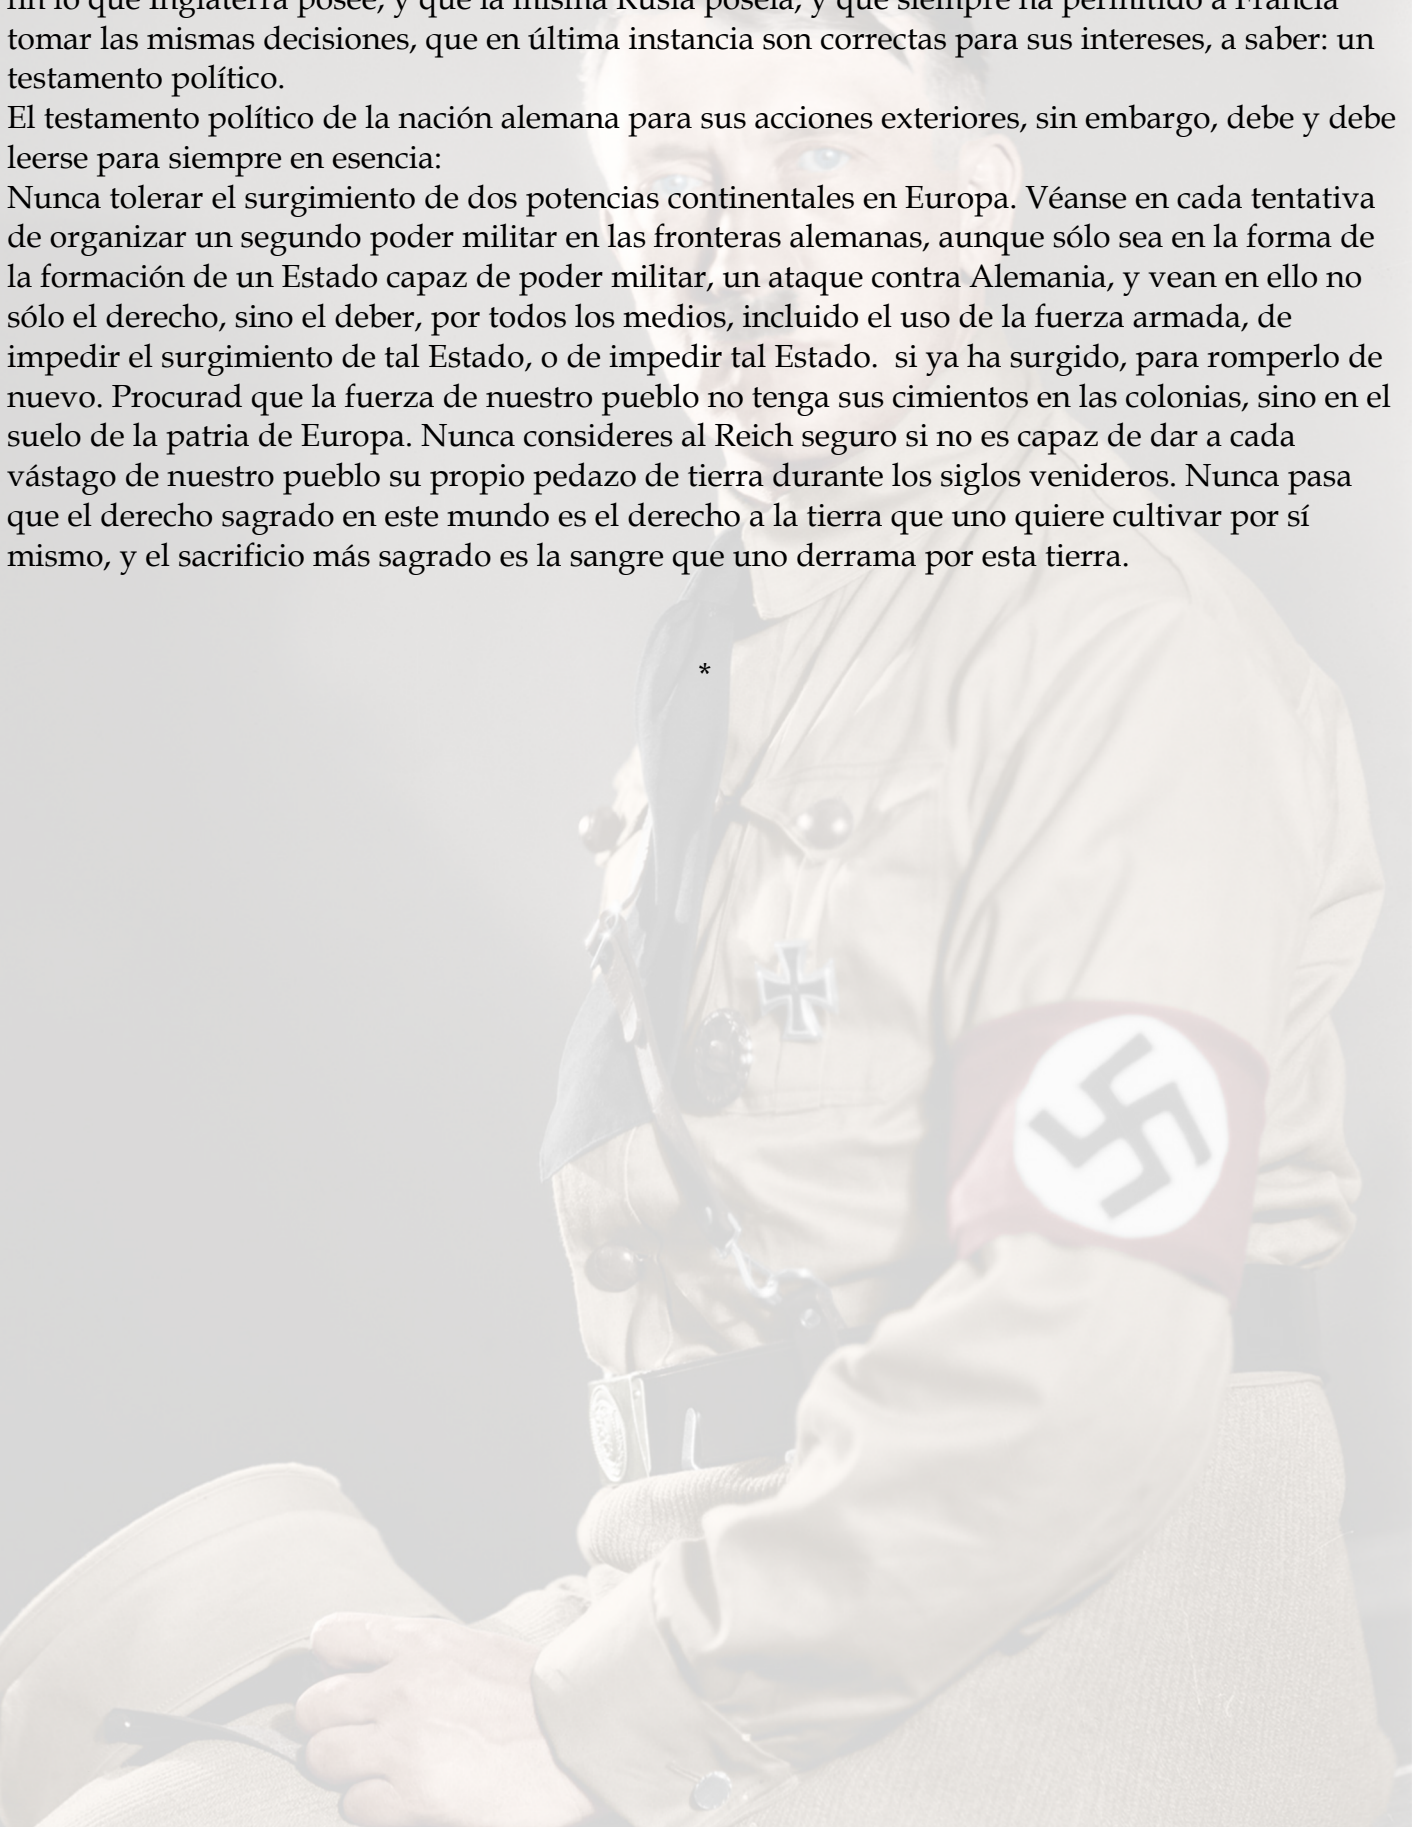 fin lo que Inglaterra posee, y que la misma Rusia poseía, y que siempre ha permitido a Francia
tomar las mismas decisiones, que en última instancia son correctas para sus intereses, a saber: un
testamento político.
El testamento político de la nación alemana para sus acciones exteriores, sin embargo, debe y debe
leerse para siempre en esencia:
Nunca tolerar el surgimiento de dos potencias continentales en Europa. Véanse en cada tentativa
de organizar un segundo poder militar en las fronteras alemanas, aunque sólo sea en la forma de
la formación de un Estado capaz de poder militar, un ataque contra Alemania, y vean en ello no
sólo el derecho, sino el deber, por todos los medios, incluido el uso de la fuerza armada, de
impedir el surgimiento de tal Estado, o de impedir tal Estado.  si ya ha surgido, para romperlo de
nuevo. Procurad que la fuerza de nuestro pueblo no tenga sus cimientos en las colonias, sino en el
suelo de la patria de Europa. Nunca consideres al Reich seguro si no es capaz de dar a cada
vástago de nuestro pueblo su propio pedazo de tierra durante los siglos venideros. Nunca pasa
que el derecho sagrado en este mundo es el derecho a la tierra que uno quiere cultivar por sí
mismo, y el sacrificio más sagrado es la sangre que uno derrama por esta tierra.
*